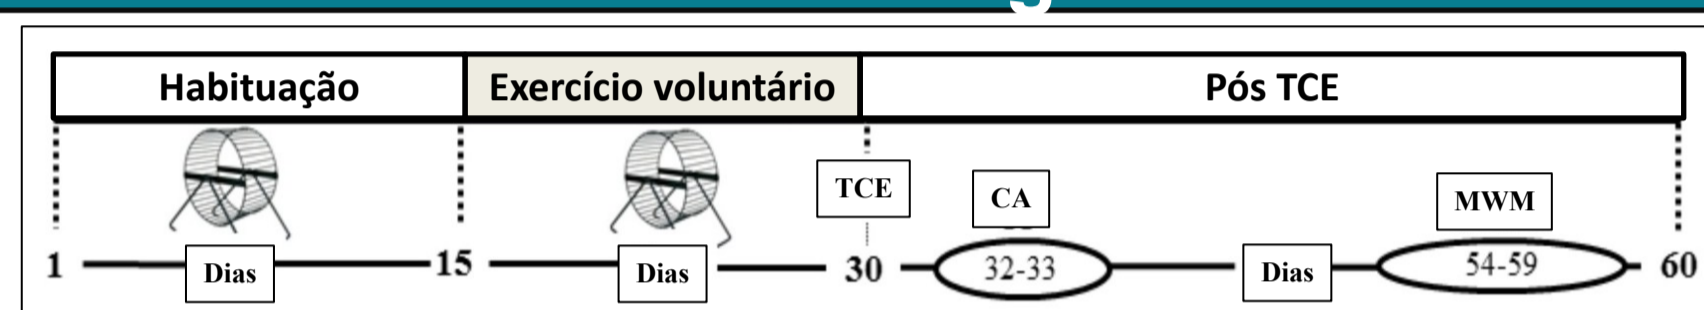 Habituação Exercício voluntário Pós TCE
TCE CA MWM
1 Dias 15 Dias 30 32-33 Dias 54-59 60